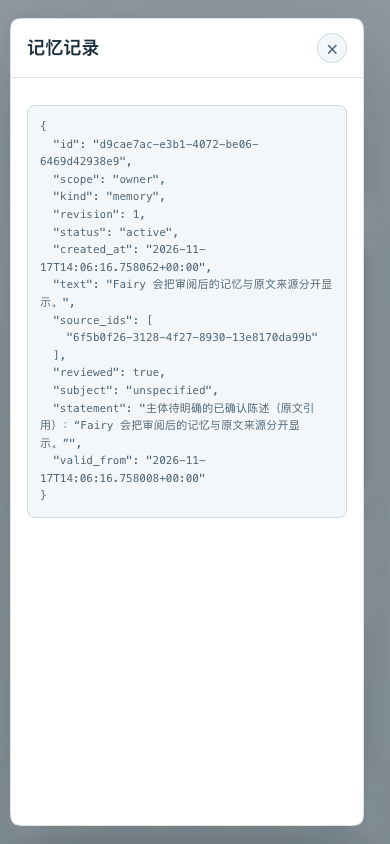 记忆记录
×
{
"id": "d9cae7ac-e3b1-4072-be06-
6469d42938e9",
"scope": "owner",
"kind": "memory",
"revision": 1,
"status": "active",
"created_at": "2026-11-
17T14:06:16.758062+00:00",
"text": "Fairy 会把审阅后的记忆与原文来源分开显
示。",
"source_ids": [
"6f5b0f26-3128-4f27-8930-13e8170da99b"
],
"reviewed": true,
"subject": "unspecified",
"statement": "主体待明确的已确认陈述（原文引
用）：“Fairy 会把审阅后的记忆与原文来源分开显
示。”",
"valid_from": "2026-11-
17T14:06:16.758008+00:00"
}